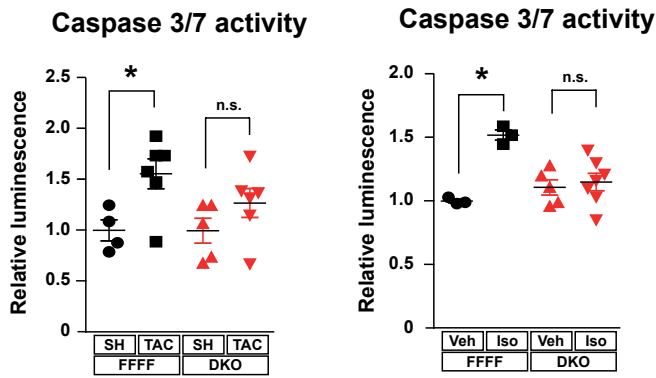 Caspase 3/7 activity
Relative luminescence
2.5
2.0
1.5
1.0
0.5
0
*
n.s.
SH TAC SH TAC
FFFF DKO
Caspase 3/7 activity
Relative luminescence
2.0
1.5
1.0
0.5
0
*
n.s.
Veh Iso Veh Iso
FFFF DKO